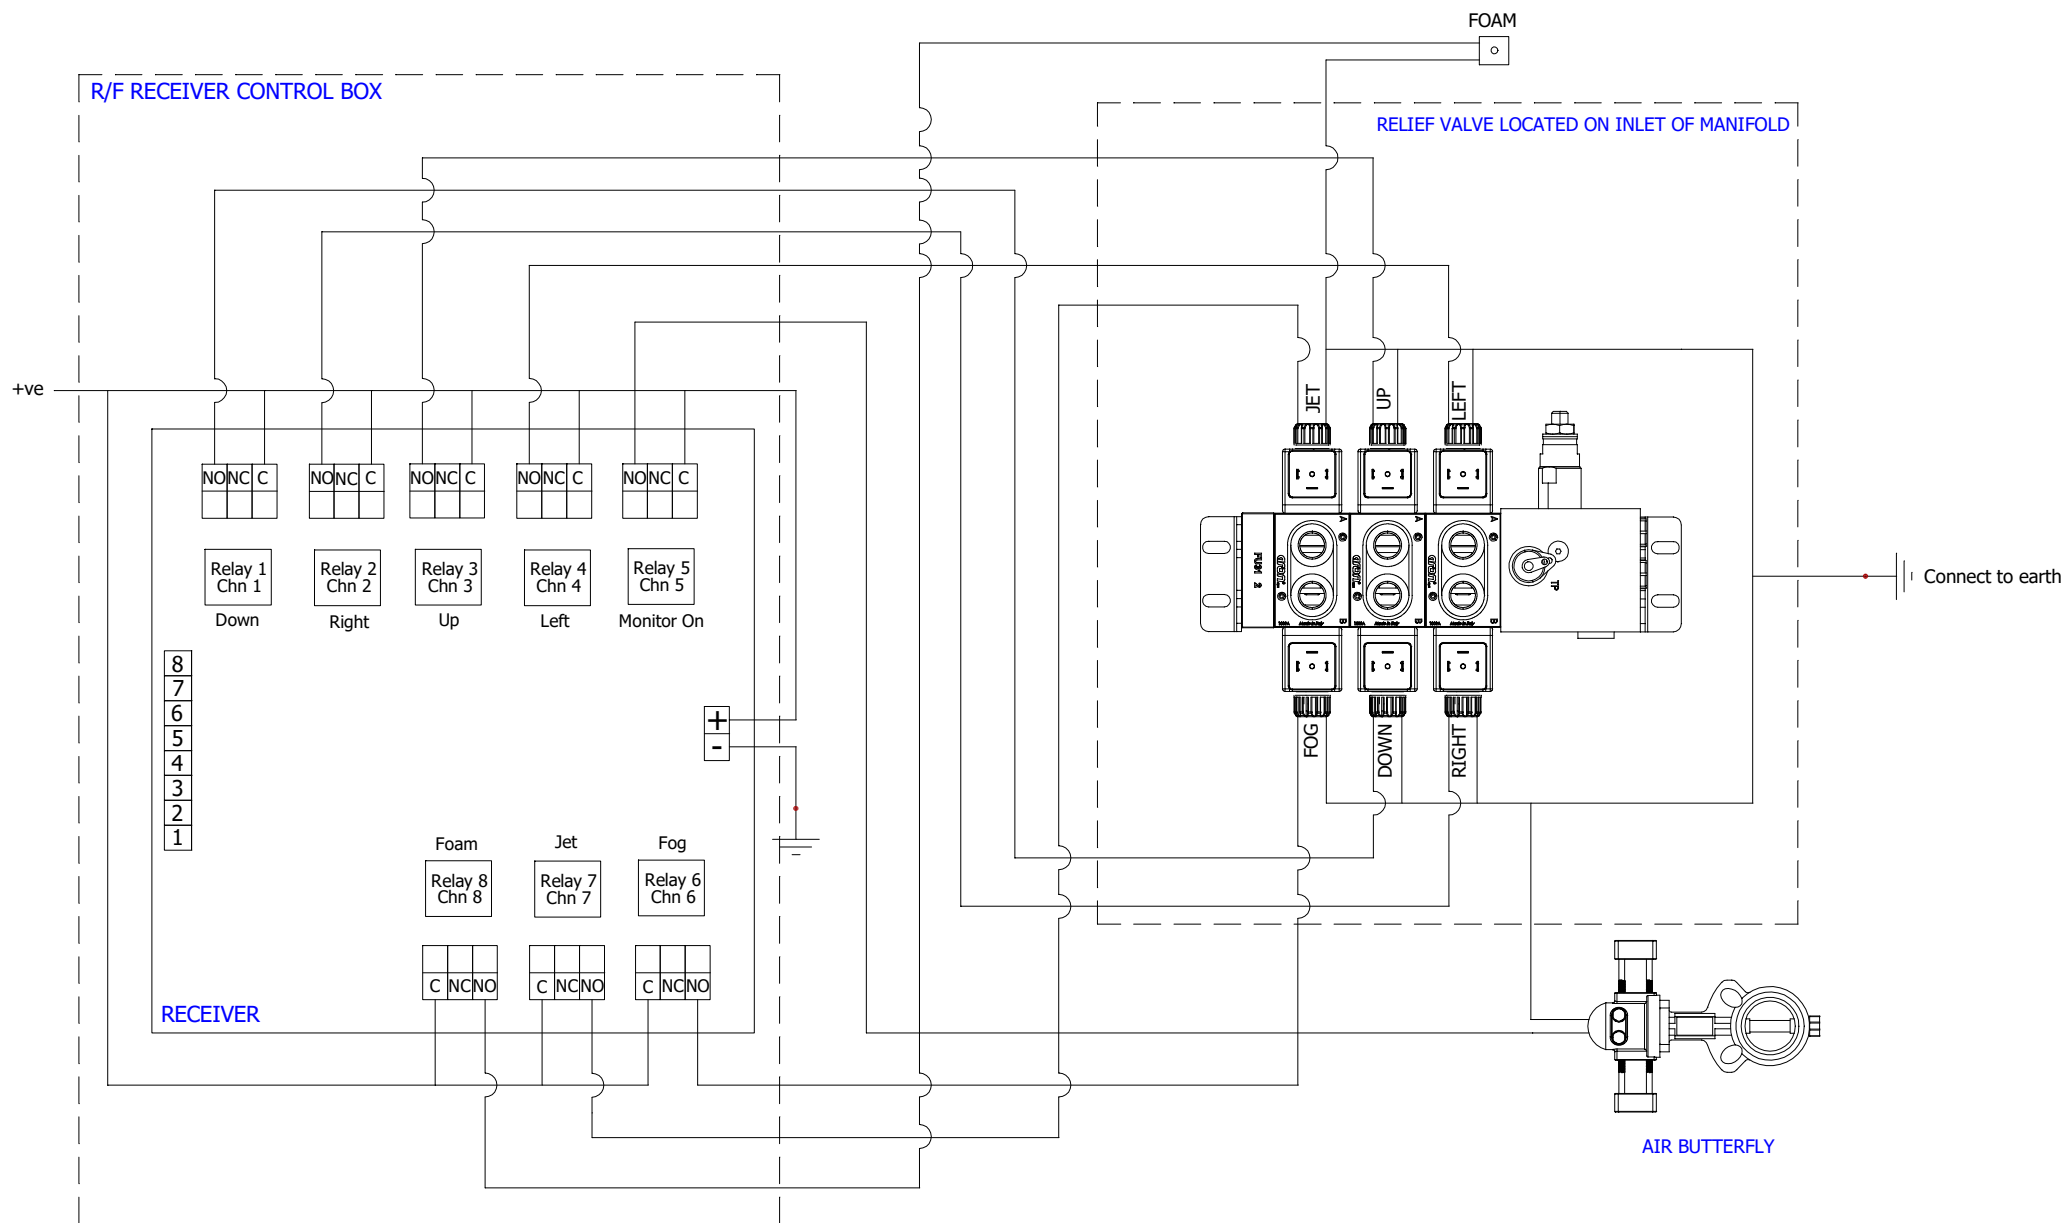 FOAM
R/F RECEIVER CONTROL BOX
RELIEF VALVE LOCATED ON INLET OF MANIFOLD
+ve
JET
UP
LEFT
NO NC C
NO NC C
NO NC C
NO NC C
NO NC C
Relay 1
Chn 1
Down
Relay 2
Chn 2
Right
Relay 3
Chn 3
Up
Relay 4
Chn 4
Left
Relay 5
Chn 5
Monitor On
A
A
A
B
B
B
TP
Connect to earth
8
7
6
5
4
3
2
1
+
-
FOG
DOWN
RIGHT
Foam
Relay 8
Chn 8
Jet
Relay 7
Chn 7
Fog
Relay 6
Chn 6
C NC NO
C NC NO
C NC NO
RECEIVER
AIR BUTTERFLY